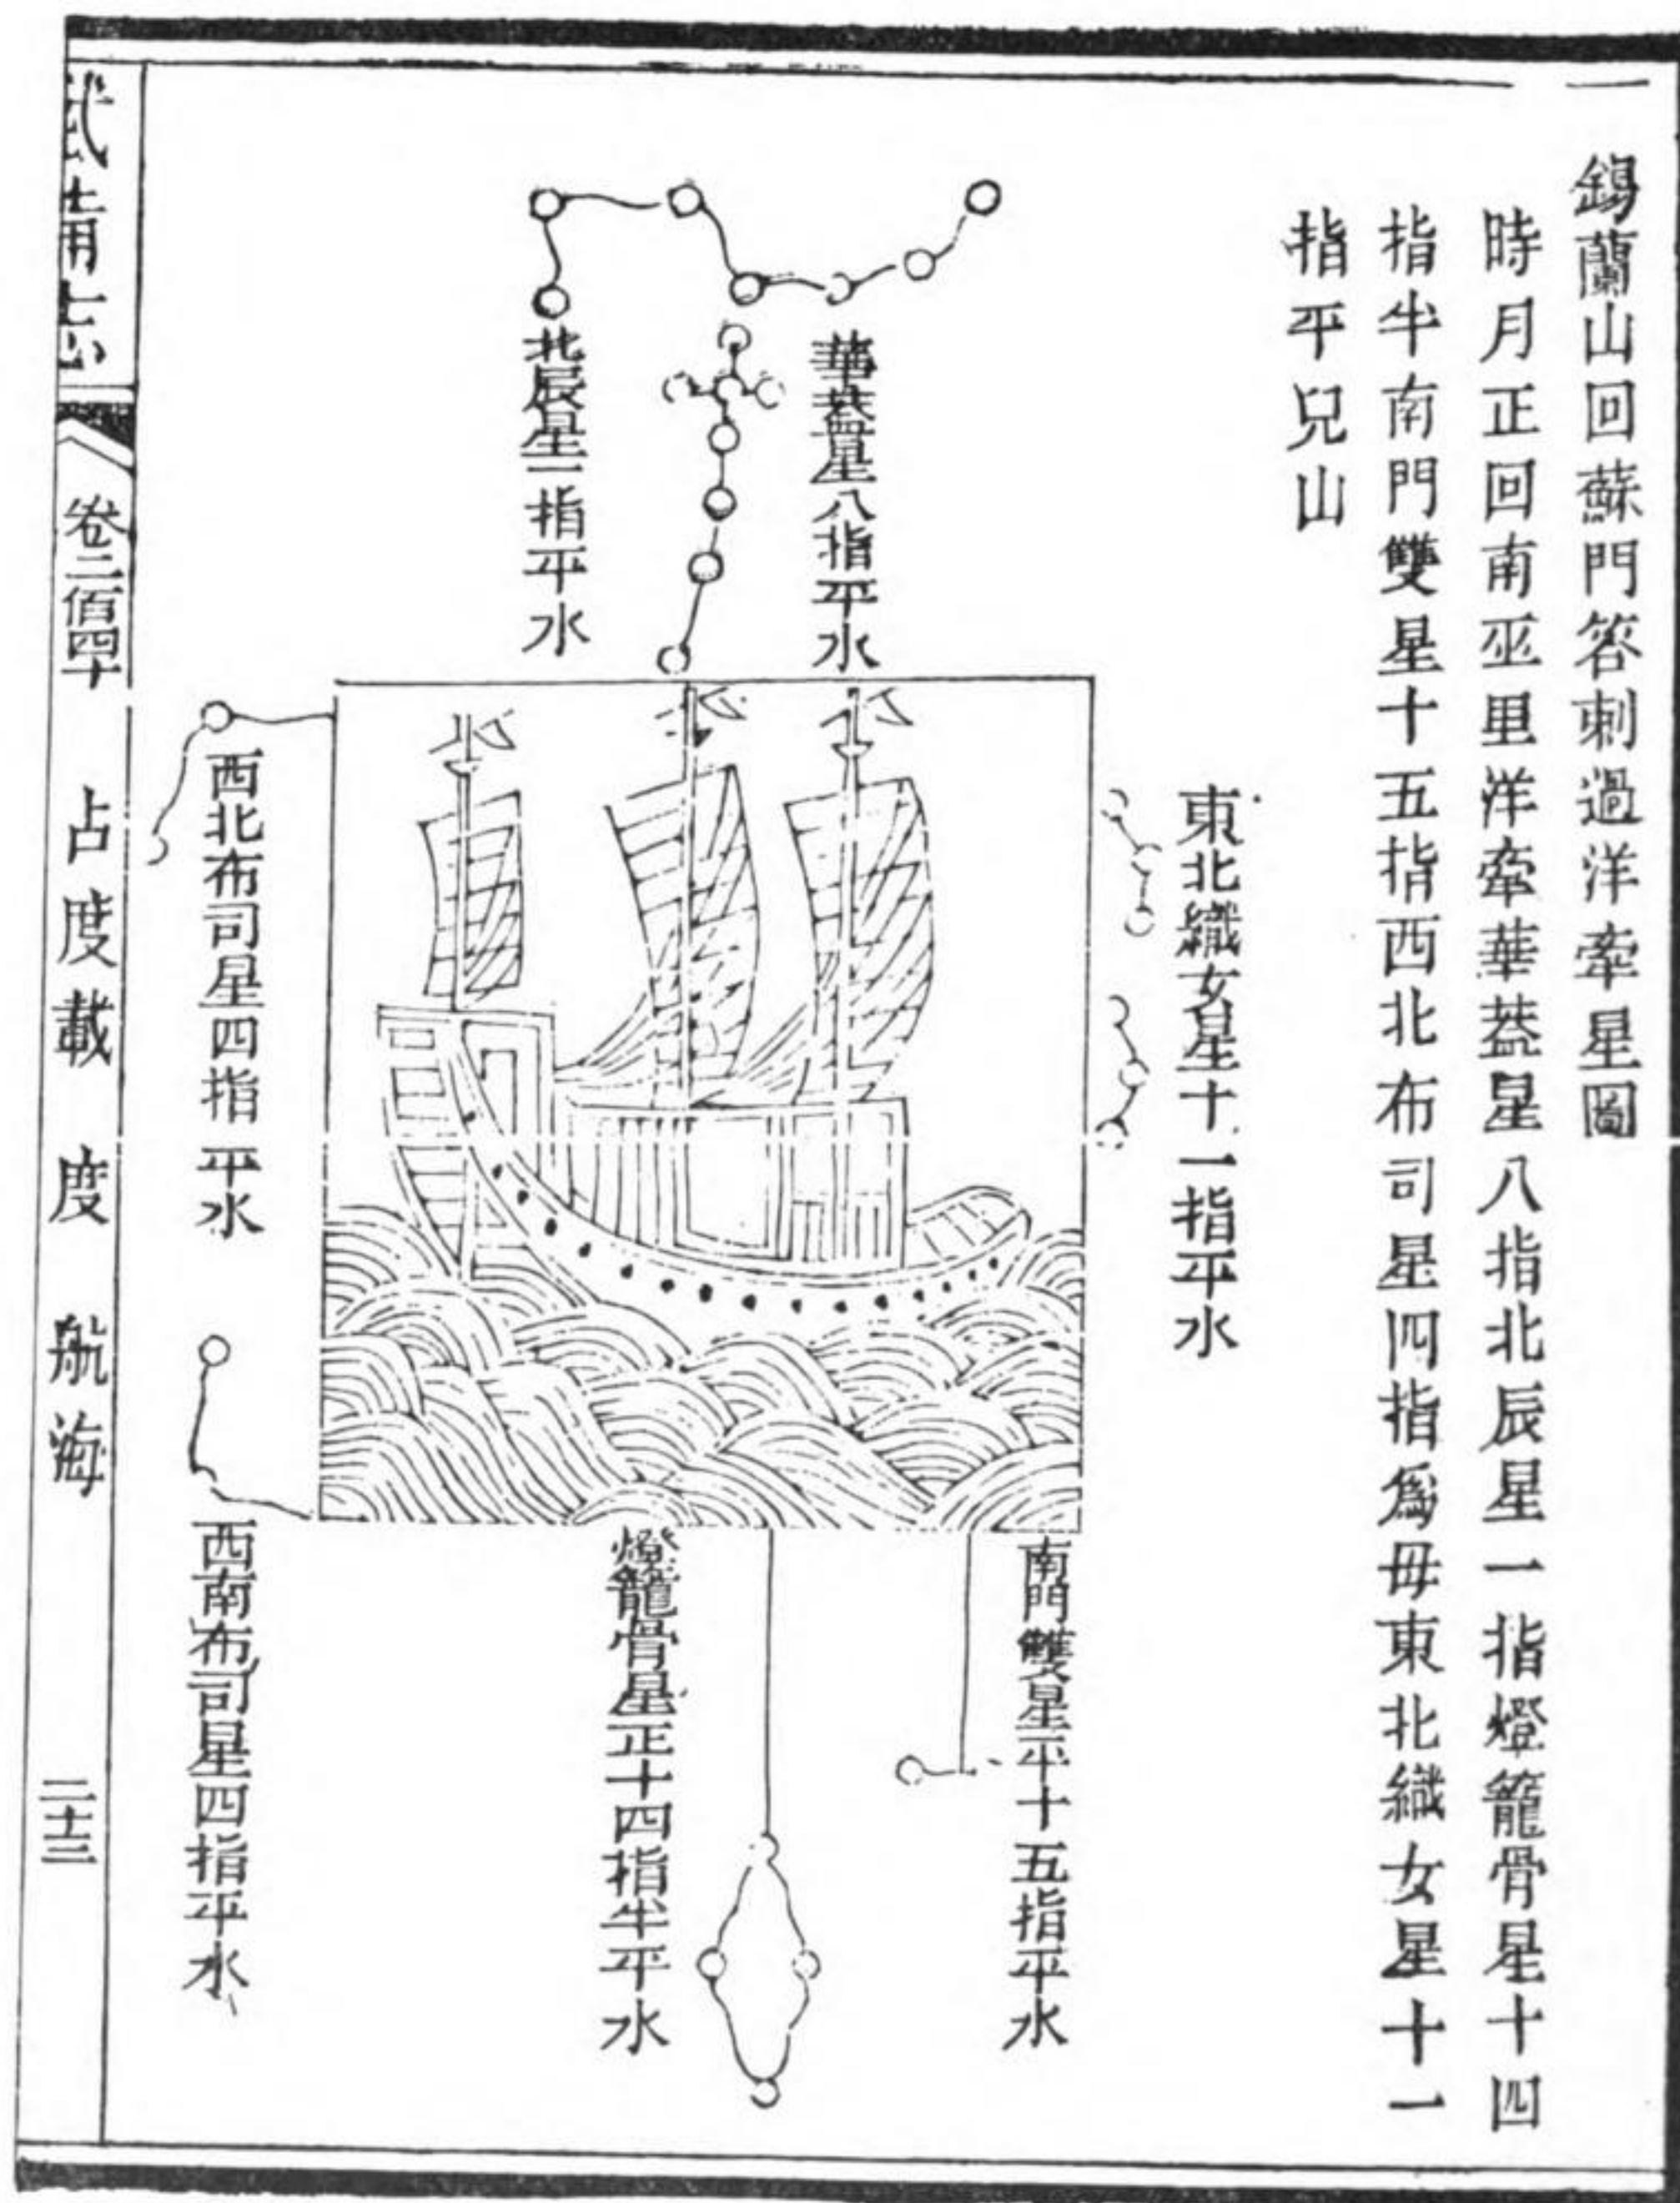 錫蘭山回蘇門答剌過洋牽星圖
時月正回南巫里洋牽華蓋星八指北辰星一指燈籠骨星十四
指半南門雙星十五指西北布司星四指爲母東北織女星十一
指平兒山
華蓋星八指平水
北辰星一指平水
東北織女星十一指平水
西北布司星四指平水
南門雙星平十五指平水
燈籠骨星正十四指半平水
西南布司星四指平水
武備志
卷二百四十
占度載
度
航海
二十三